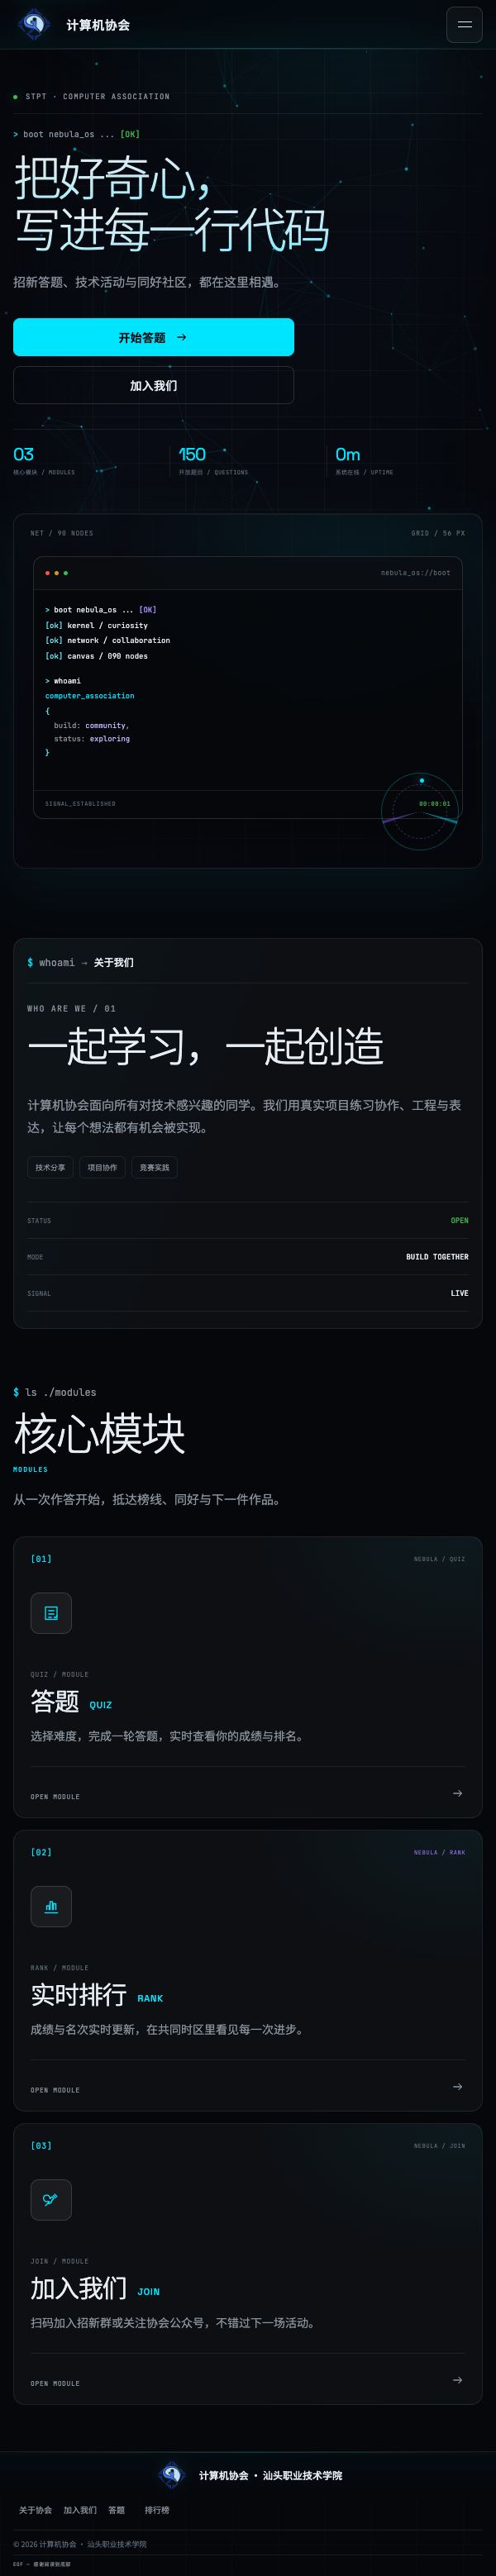 计算机协会
STPT · COMPUTER ASSOCIATION
> boot nebula_os ... [OK]
把好奇心，
写进每一行代码
招新答题、技术活动与同好社区，都在这里相遇。
开始答题 →
加入我们
03
核心模块 / MODULES
150
开放题目 / QUESTIONS
0m
系统在线 / UPTIME
NET / 90 NODES
GRID / 56 PX
nebula_os://boot
> boot nebula_os ... [OK]
[ok] kernel / curiosity
[ok] network / collaboration
[ok] canvas / 090 nodes
> whoami
computer_association
{
build: community,
status: exploring
}
SIGNAL_ESTABLISHED
00:00:01
$ whoami → 关于我们
WHO ARE WE / 01
一起学习，一起创造
计算机协会面向所有对技术感兴趣的同学。我们用真实项目练习协作、工程与表
达，让每个想法都有机会被实现。
技术分享
项目协作
竞赛实践
STATUS
OPEN
MODE
BUILD TOGETHER
SIGNAL
LIVE
$ ls ./modules
核心模块
MODULES
从一次作答开始，抵达榜线、同好与下一件作品。
[01]
NEBULA / QUIZ
QUIZ / MODULE
答题 QUIZ
选择难度，完成一轮答题，实时查看你的成绩与排名。
OPEN MODULE →
[02]
NEBULA / RANK
RANK / MODULE
实时排行 RANK
成绩与名次实时更新，在共同时区里看见每一次进步。
OPEN MODULE →
[03]
NEBULA / JOIN
JOIN / MODULE
加入我们 JOIN
扫码加入招新群或关注协会公众号，不错过下一场活动。
OPEN MODULE →
计算机协会 · 汕头职业技术学院
关于协会 加入我们 答题 排行榜
© 2026 计算机协会 · 汕头职业技术学院
EOF — 感谢阅读到底部